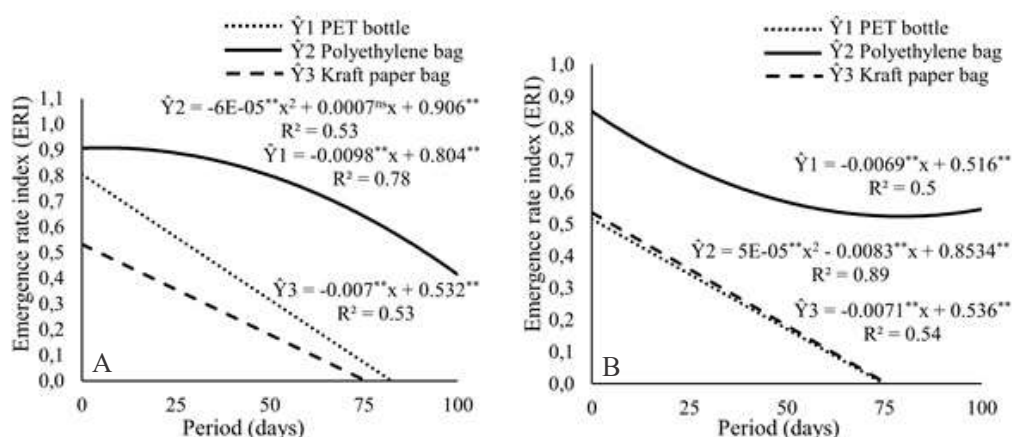 Ŷ1 PET bottle
Ŷ2 Polyethylene bag
Ŷ3 Kraft paper bag
Emergence rate index (ERI)
1,1
1,0
0,9
0,8
0,7
0,6
0,5
0,4
0,3
0,2
0,1
0,0
Ŷ2 = -6E-05**x² + 0.0007ⁿˢx + 0.906**
R² = 0.53
Ŷ1 = -0.0098**x + 0.804**
R² = 0.78
Ŷ3 = -0.007**x + 0.532**
R² = 0.53
A
0 25 50 75 100
Period (days)
Ŷ1 PET bottle
Ŷ2 Polyethylene bag
Ŷ3 Kraft paper bag
Emergence rate index (ERI)
1,0
0,9
0,8
0,7
0,6
0,5
0,4
0,3
0,2
0,1
0,0
Ŷ1 = -0.0069**x + 0.516**
R² = 0.5
Ŷ2 = 5E-05**x² - 0.0083**x + 0.8534**
R² = 0.89
Ŷ3 = -0.0071**x + 0.536**
R² = 0.54
B
0 25 50 75 100
Period (days)